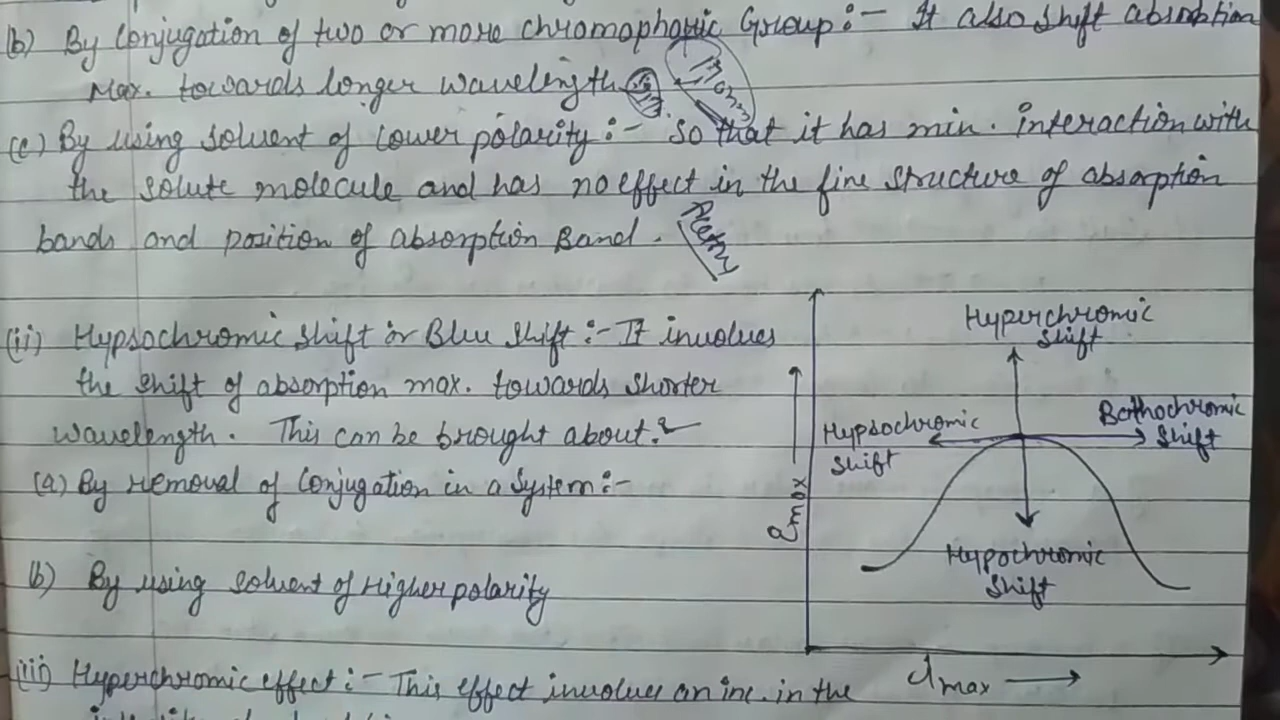 (b) By Conjugation of two or more chromophoric Group :- It also shift absorbtion
Max. towards longer wavelength
(c) By using solvent of Lower polarity :- So that it has min. interaction with
the solute molecule and has no effect in the fine structure of absorption
bands and position of absorption Band.
(ii) Hypsochromic shift or Blue shift :- It involves
the shift of absorption max. towards shorter
wavelength. This can be brought about :-
(a) By removal of Conjugation in a System :-
(b) By using solvent of Higher polarity
Hyperchromic
shift
Hypsochromic
shift
Bathochromic
shift
Hypochromic
shift
max
max
(iii) Hyperchromic effect :- This effect involves an inc. in the